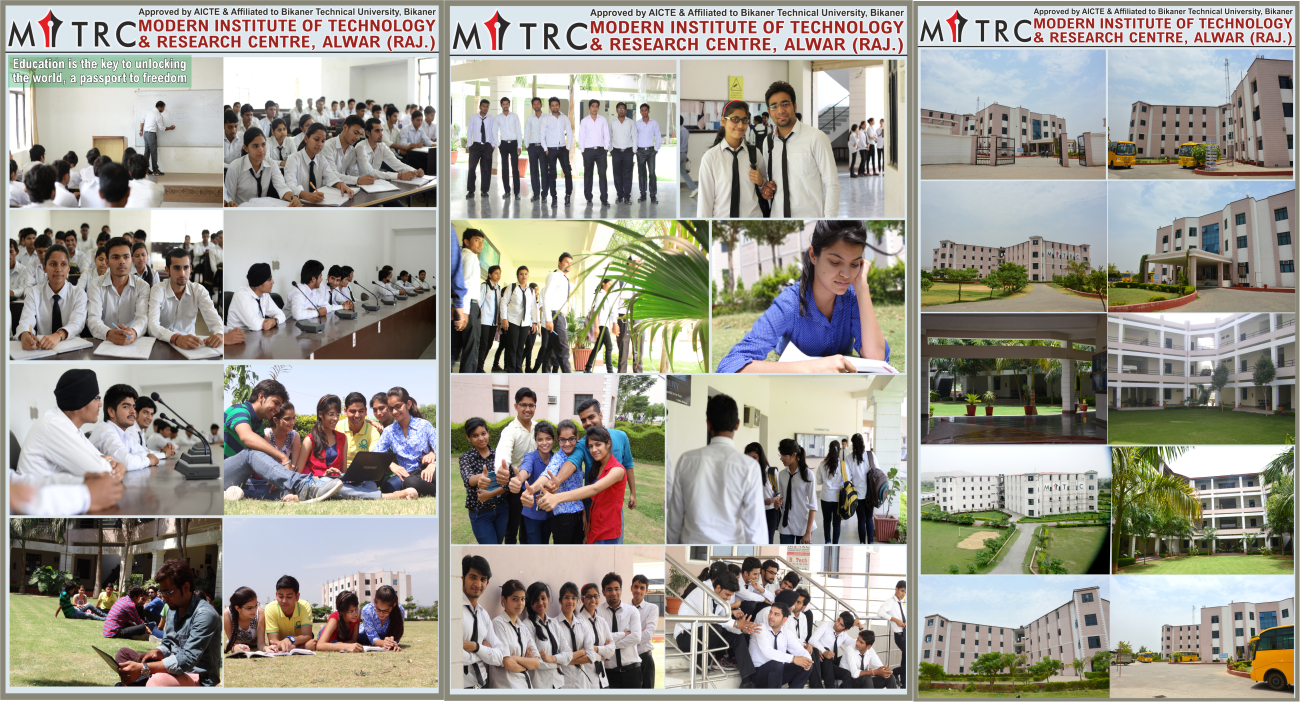 Approved by AICTE & Affiliated to Bikaner Technical University, Bikaner
MITRC
MODERN INSTITUTE OF TECHNOLOGY
& RESEARCH CENTRE, ALWAR (RAJ.)
Education is the key to unlocking
the world, a passport to freedom
Approved by AICTE & Affiliated to Bikaner Technical University, Bikaner
MITRC
MODERN INSTITUTE OF TECHNOLOGY
& RESEARCH CENTRE, ALWAR (RAJ.)
Approved by AICTE & Affiliated to Bikaner Technical University, Bikaner
MITRC
MODERN INSTITUTE OF TECHNOLOGY
& RESEARCH CENTRE, ALWAR (RAJ.)
MITRC
MITRC